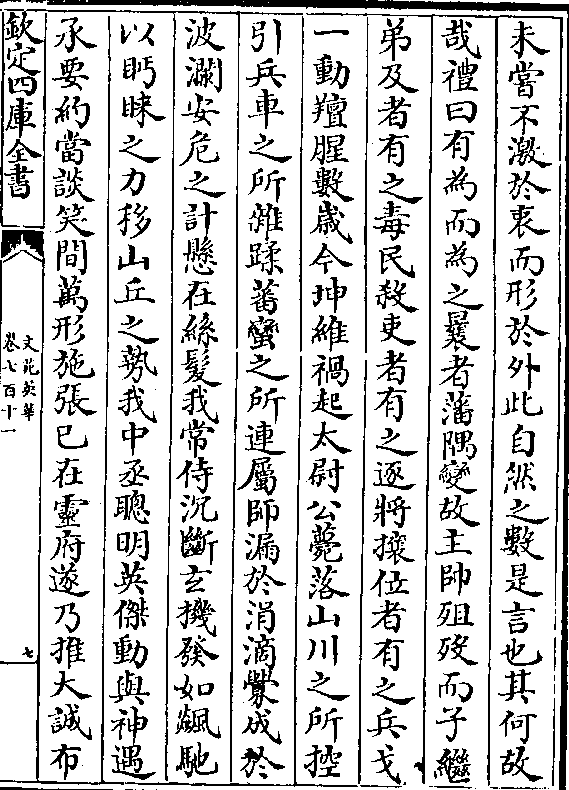 未嘗不激於衷而形於外此自然之數是言也其何故
哉禮曰有為而為之曩者藩隅變故主帥殂歿而子繼
弟及者有之毒民殺吏者有之逐將攘位者有之兵戈
一動羶腥數歲今坤維禍起太尉公薨落山川之所控
引兵車之所雜蹂蕃蠻之所連屬師漏於涓滴釁成於
波瀾安危之計懸在絲髮我常侍沉斷玄機發如飆馳
以眄睞之力移山丘之勢我中丞聰明英傑動與神遇
承要約當談笑間萬形施張已在靈府遂乃推大誠布
欽定四庫全書
文苑英華
卷七百十一
七